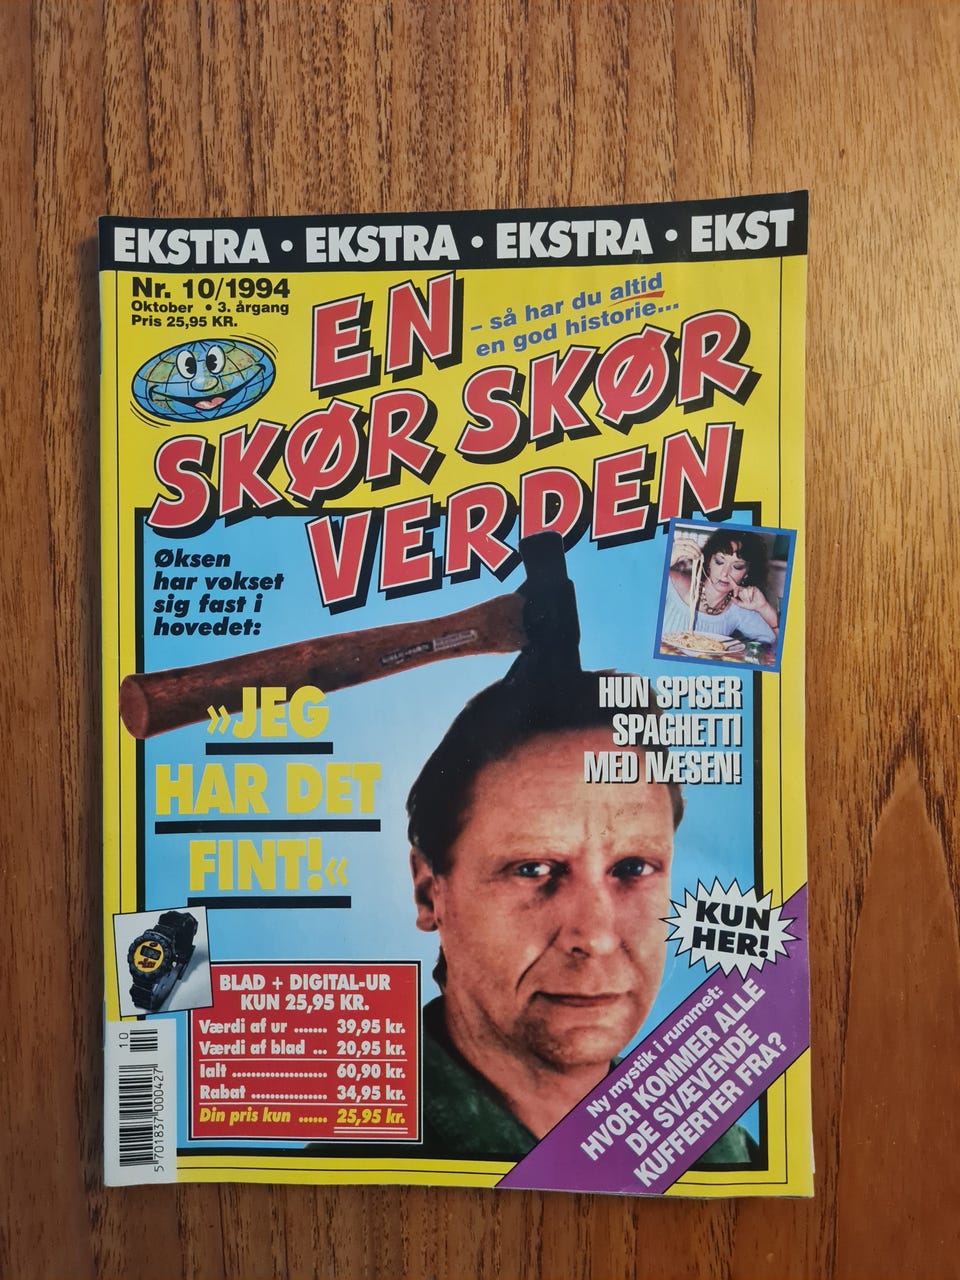 EKSTRA • EKSTRA • EKSTRA • EKST
Nr. 10/1994
Oktober • 3. årgang
Pris 25,95 KR.
– så har du altid
en god historie...
EN
SKØR SKØR
VERDEN
Øksen
har vokset
sig fast i
hovedet:
»JEG
HAR DET
FINT!«
HUN SPISER
SPAGHETTI
MED NÆSEN!
KUN
HER!
BLAD + DIGITAL-UR
KUN 25,95 KR.
Værdi af ur ....... 39,95 kr.
Værdi af blad ... 20,95 kr.
Ialt .................. 60,90 kr.
Rabat ............... 34,95 kr.
Din pris kun ...... 25,95 kr.
Ny mystik i rummet:
HVOR KOMMER ALLE
DE SVÆVENDE
KUFFERTER FRA?
10
5 701837 000427